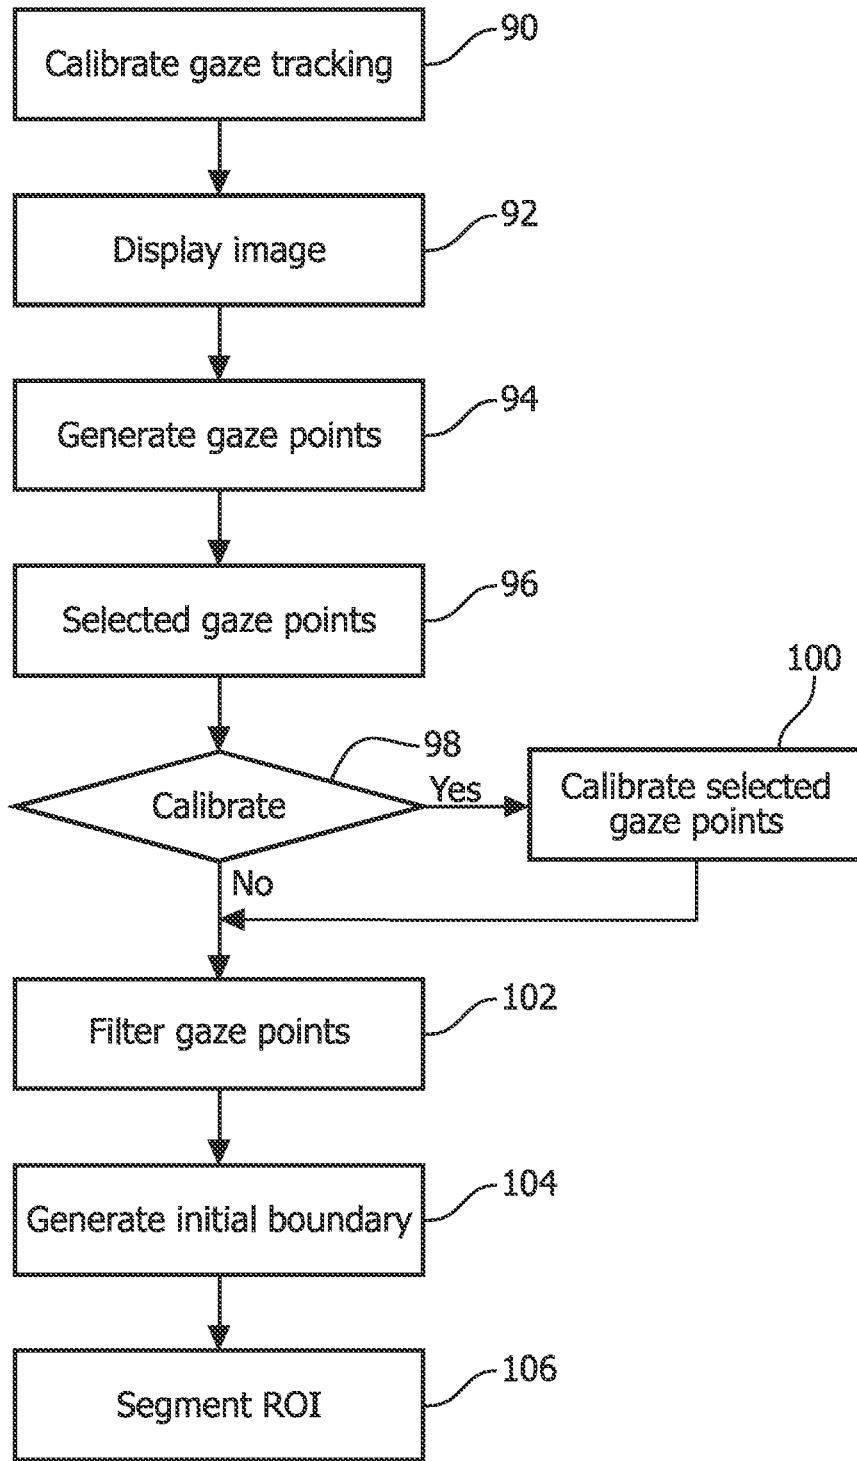 90
Calibrate gaze tracking
92
Display image
94
Generate gaze points
96
Selected gaze points
100
98
Calibrate
Yes
Calibrate selected
gaze points
No
102
Filter gaze points
104
Generate initial boundary
106
Segment ROI